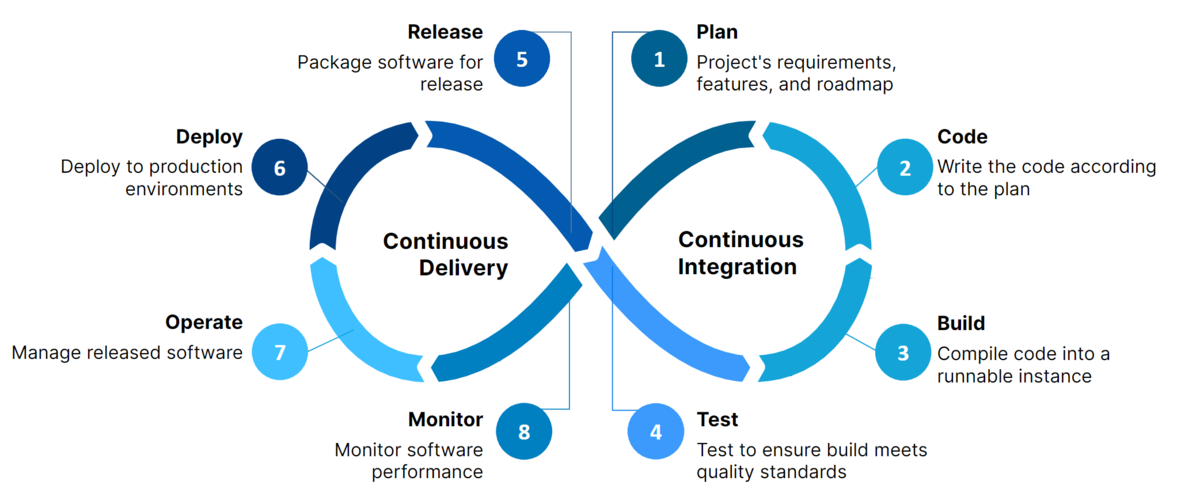 Release
Package software for
release
5
1
Plan
Project's requirements,
features, and roadmap
Deploy
Deploy to production
environments
6
2
Code
Write the code according
to the plan
Continuous
Delivery
Continuous
Integration
Operate
Manage released software
7
3
Build
Compile code into a
runnable instance
Monitor
Monitor software
performance
8
4
Test
Test to ensure build meets
quality standards